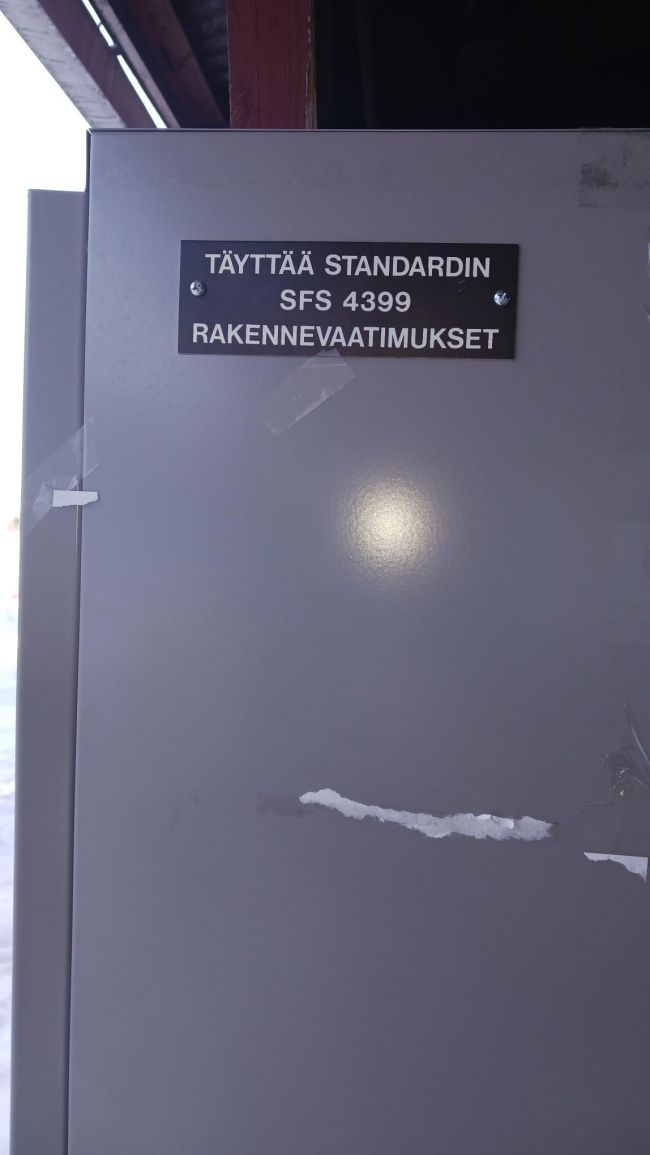 TÄYTTÄÄ STANDARDIN
SFS 4399
RAKENNEVAATIMUKSET